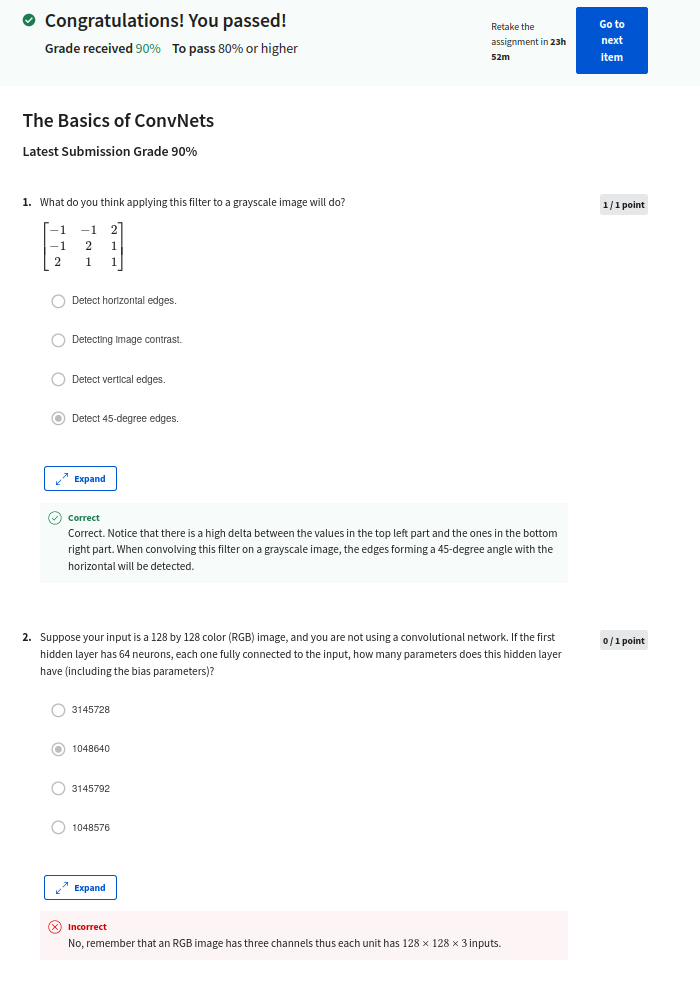 Congratulations! You passed!
Grade received 90% To pass 80% or higher
Retake the
assignment in 23h
52m
Go to
next
item
The Basics of ConvNets
Latest Submission Grade 90%
1. What do you think applying this filter to a grayscale image will do?
1 / 1 point
−1 −1 2
−1 2 1
2 1 1
Detect horizontal edges.
Detecting image contrast.
Detect vertical edges.
Detect 45-degree edges.
Expand
Correct
Correct. Notice that there is a high delta between the values in the top left part and the ones in the bottom
right part. When convolving this filter on a grayscale image, the edges forming a 45-degree angle with the
horizontal will be detected.
2. Suppose your input is a 128 by 128 color (RGB) image, and you are not using a convolutional network. If the first
hidden layer has 64 neurons, each one fully connected to the input, how many parameters does this hidden layer
have (including the bias parameters)?
0 / 1 point
3145728
1048640
3145792
1048576
Expand
Incorrect
No, remember that an RGB image has three channels thus each unit has 128 × 128 × 3 inputs.